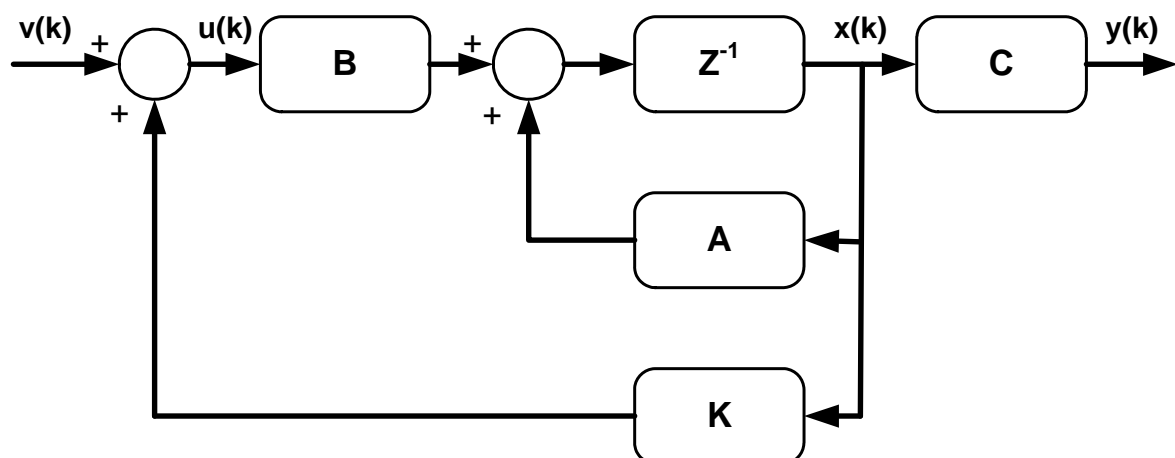 v(k) + u(k) B + Z⁻¹ x(k) C y(k)
+ +
A
K